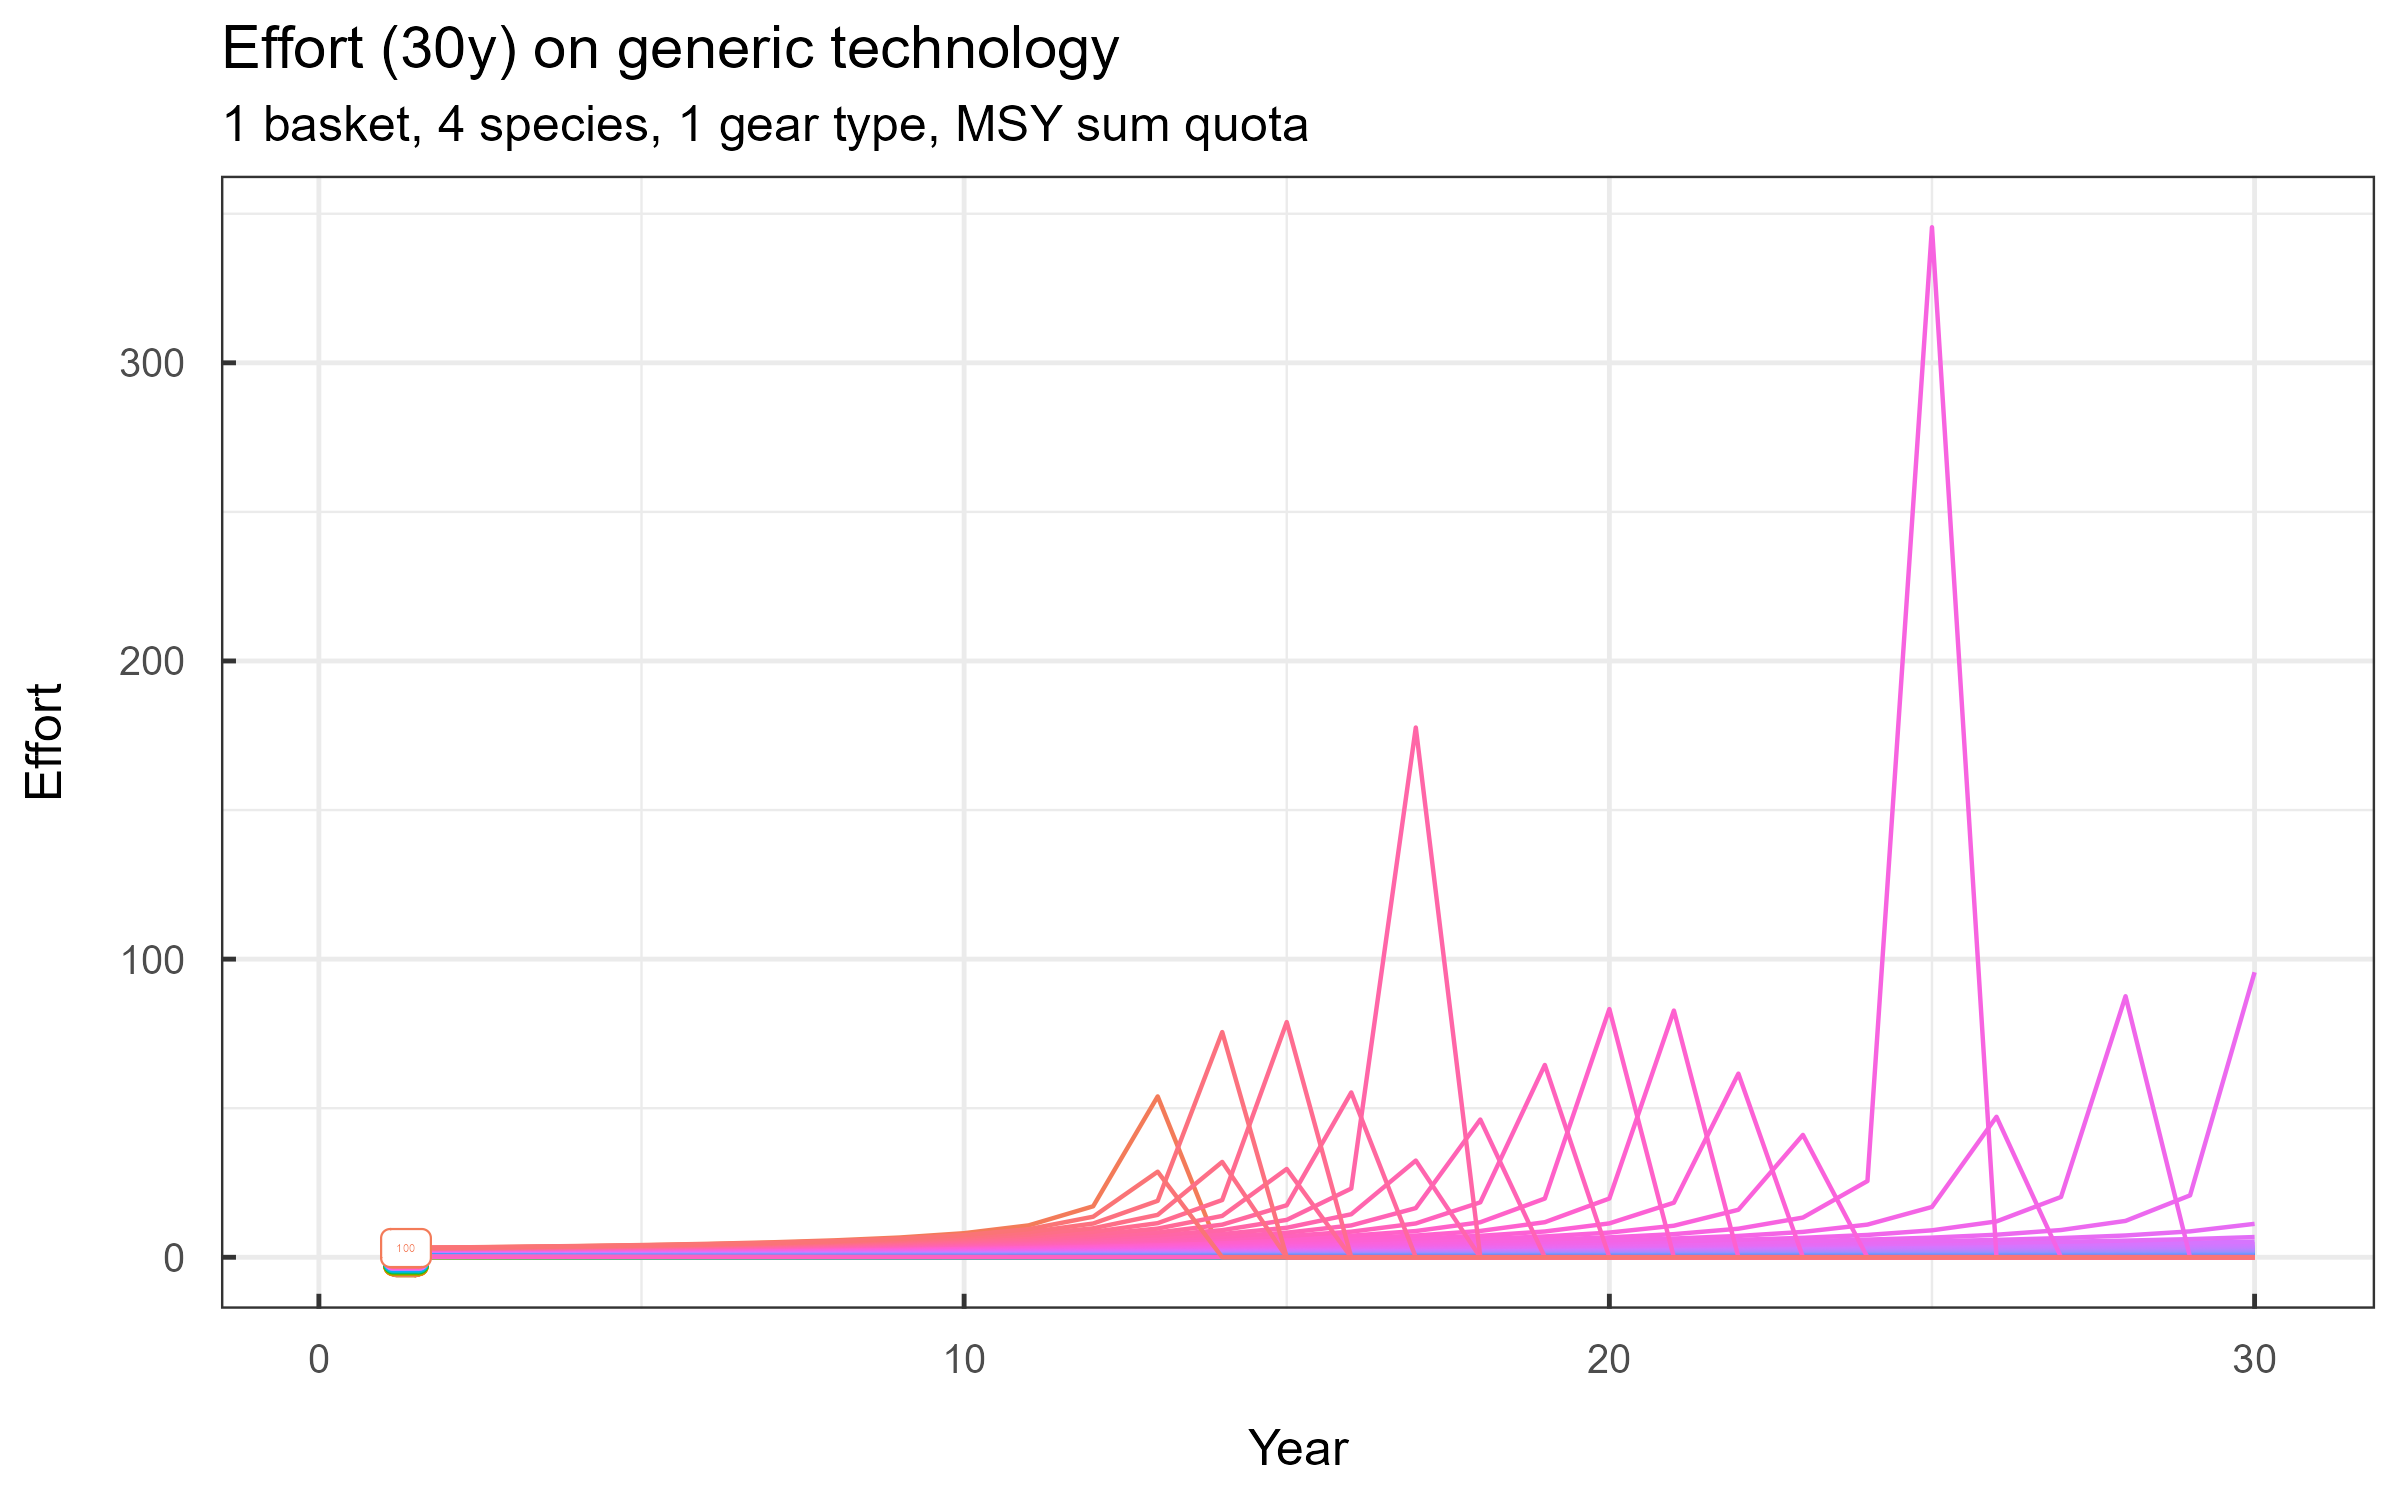 Effort (30y) on generic technology
1 basket, 4 species, 1 gear type, MSY sum quota
300
200
100
0
Effort
100
0
10
20
30
Year